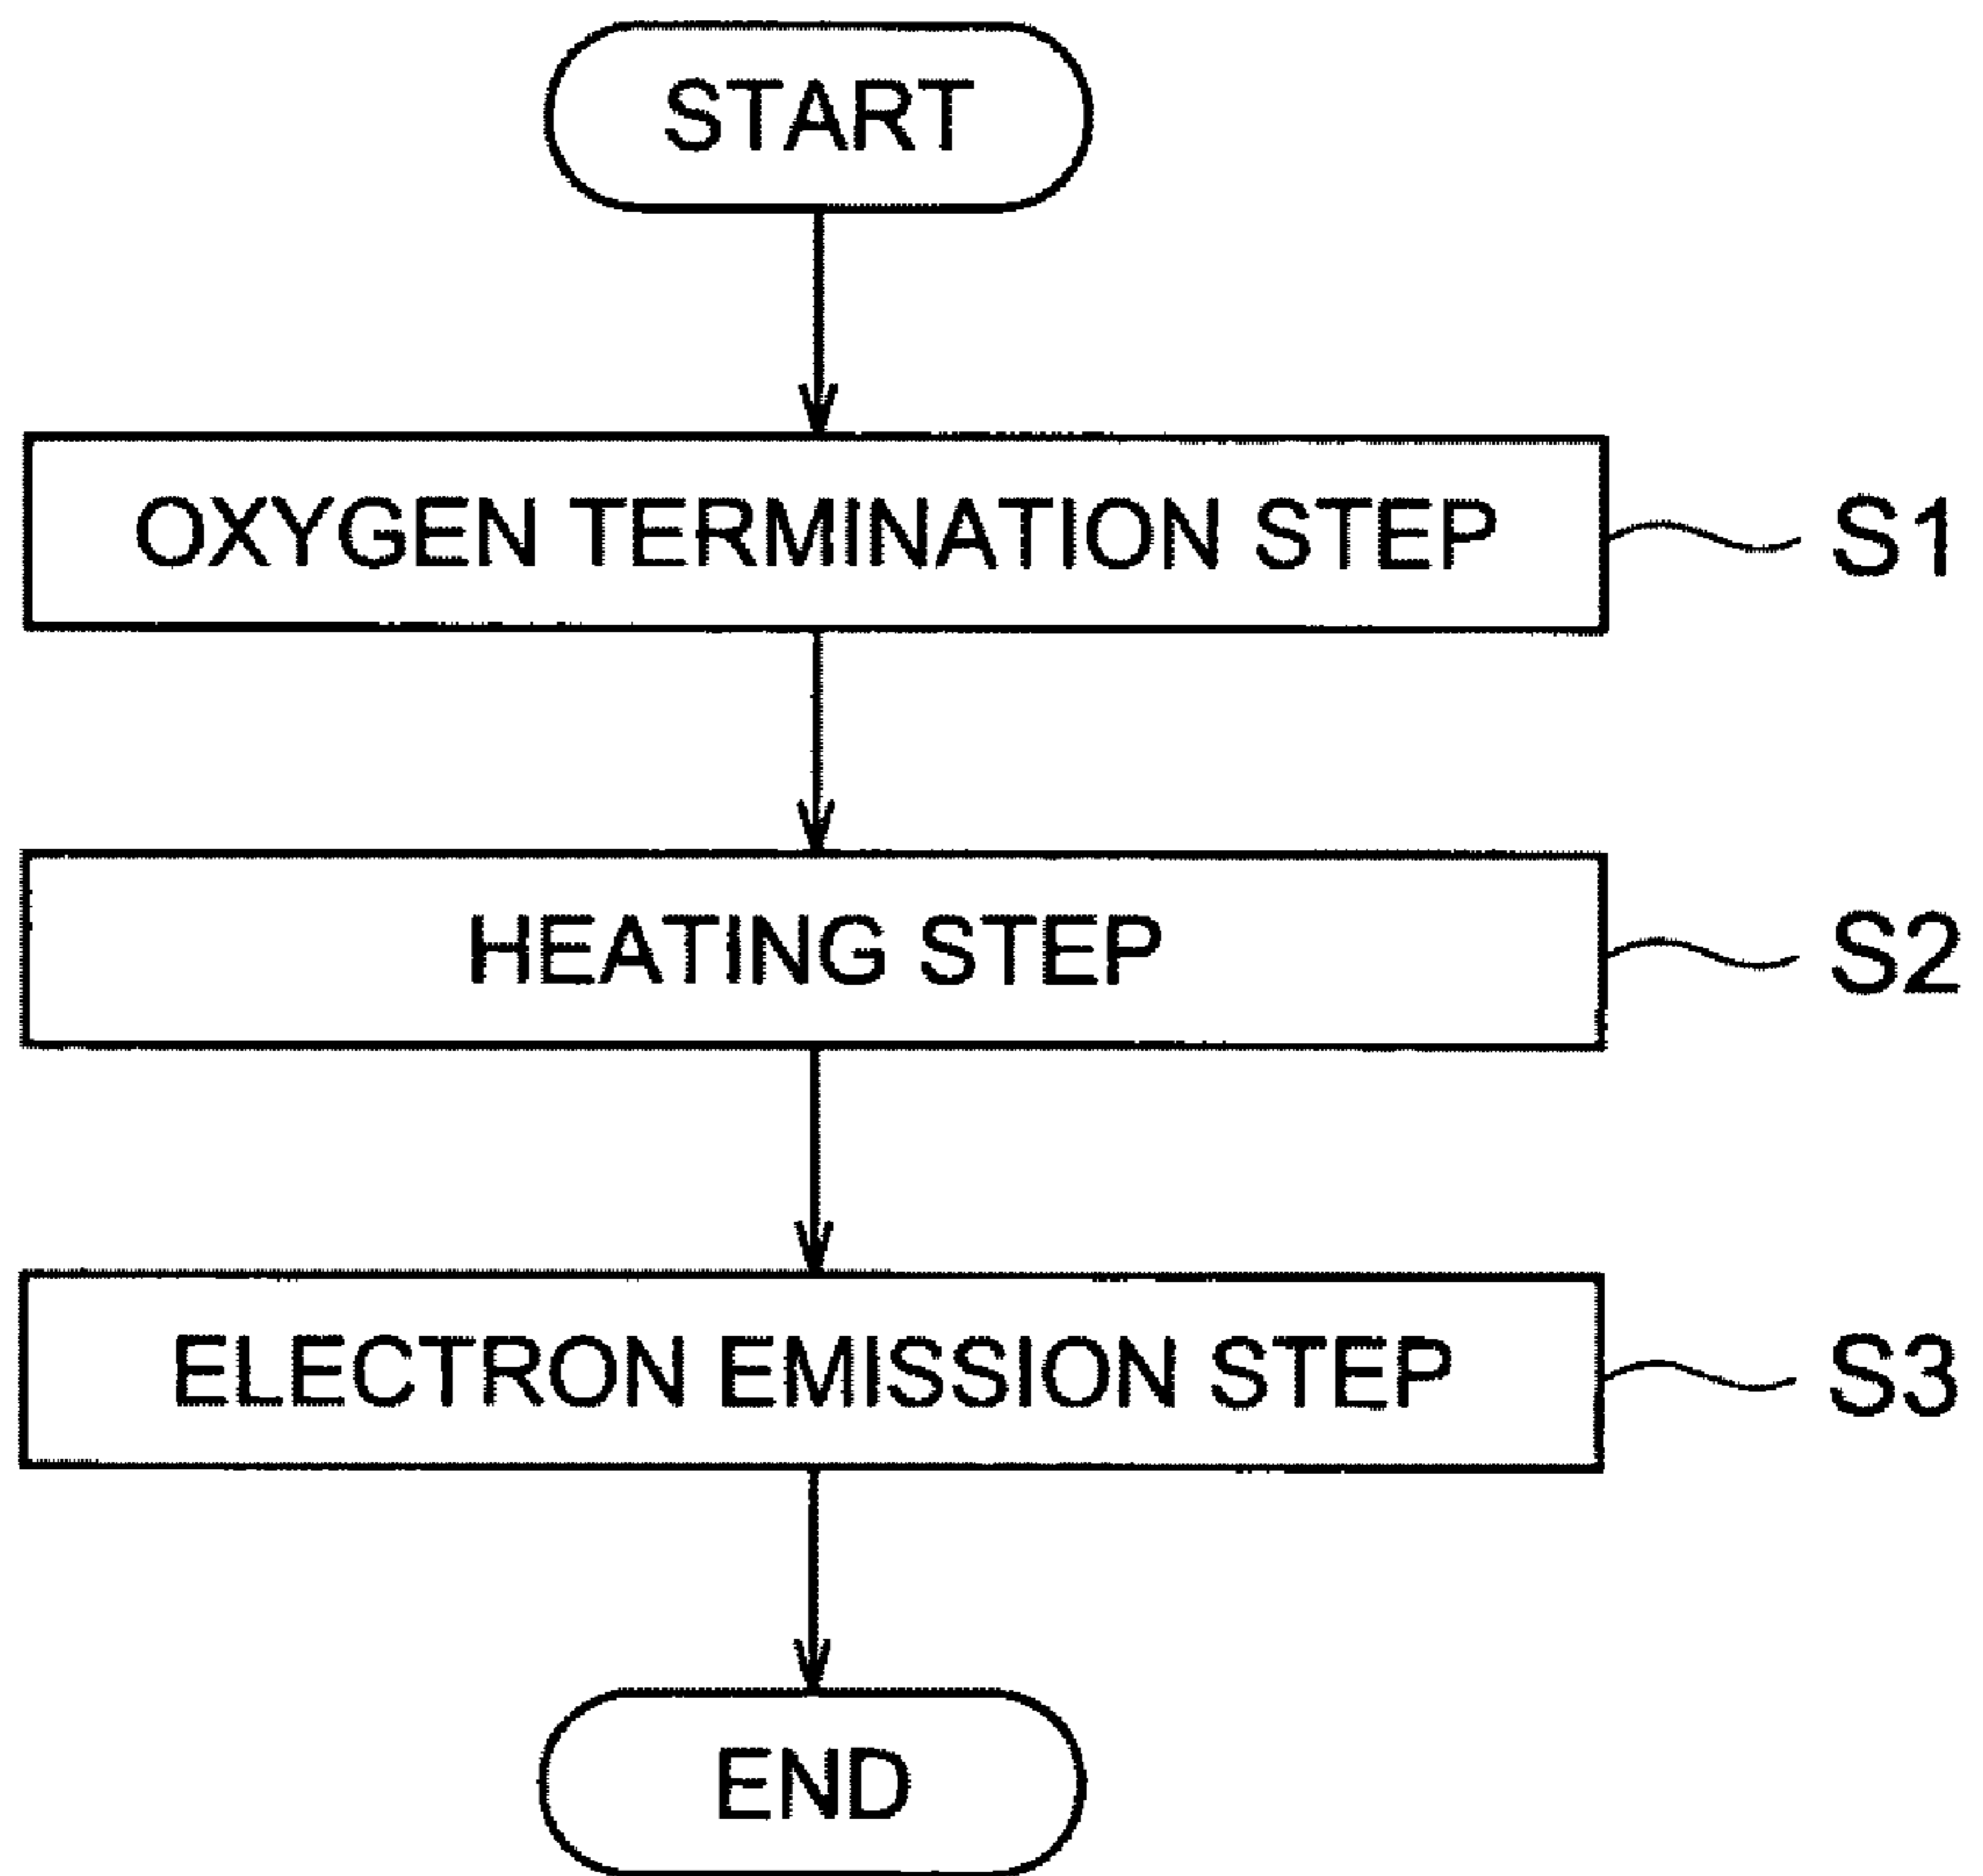 START
OXYGEN TERMINATION STEP S1
HEATING STEP S2
ELECTRON EMISSION STEP S3
END